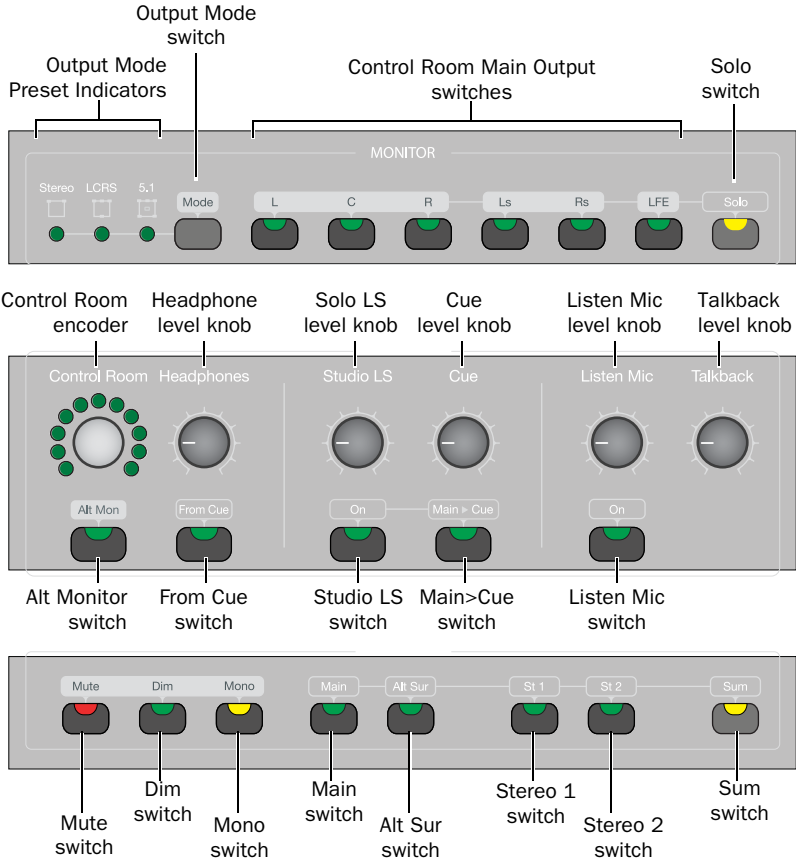 Output Mode
switch
Output Mode
Preset Indicators
Control Room Main Output
switches
Solo
switch
MONITOR
Stereo LCRS 5.1
Mode
L C R Ls Rs LFE Solo
Control Room
encoder
Headphone
level knob
Solo LS
level knob
Cue
level knob
Listen Mic
level knob
Talkback
level knob
Control Room Headphones Studio LS Cue Listen Mic Talkback
Alt Mon From Cue On Main ▸ Cue On
Alt Monitor
switch
From Cue
switch
Studio LS
switch
Main>Cue
switch
Listen Mic
switch
Mute Dim Mono Main Alt Sur St 1 St 2 Sum
Mute
switch
Dim
switch
Mono
switch
Main
switch
Alt Sur
switch
Stereo 1
switch
Stereo 2
switch
Sum
switch